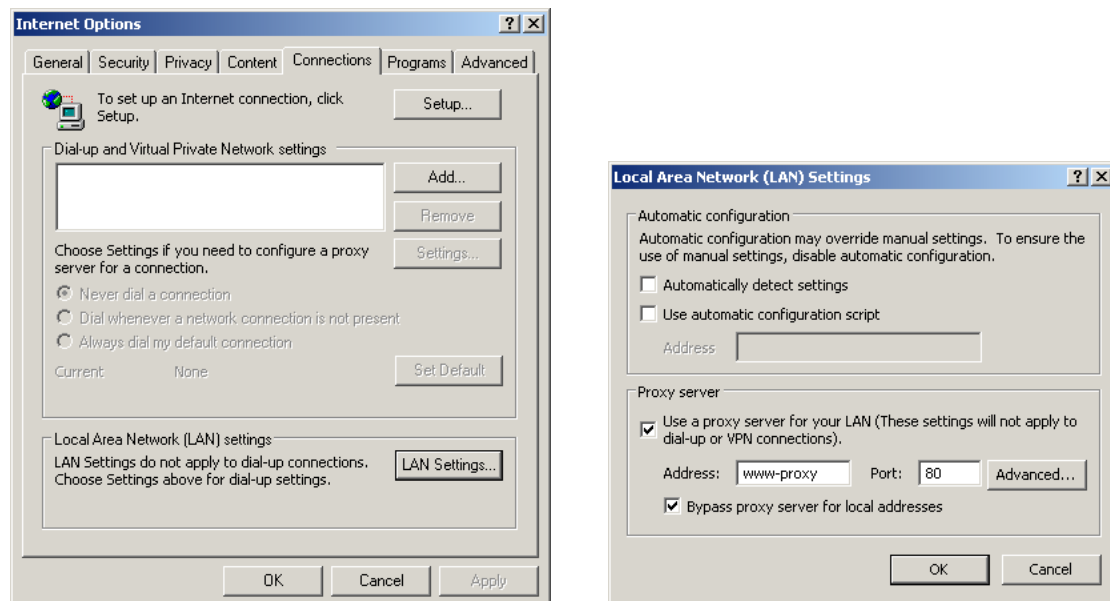 Internet Options
General Security Privacy Content Connections Programs Advanced
To set up an Internet connection, click
Setup.
Setup...
Dial-up and Virtual Private Network settings
Add...
Remove
Choose Settings if you need to configure a proxy
server for a connection.
Settings...
Never dial a connection
Dial whenever a network connection is not present
Always dial my default connection
Current None
Set Default
Local Area Network (LAN) settings
LAN Settings do not apply to dial-up connections.
Choose Settings above for dial-up settings.
LAN Settings...
OK Cancel Apply
Local Area Network (LAN) Settings
Automatic configuration
Automatic configuration may override manual settings. To ensure the
use of manual settings, disable automatic configuration.
Automatically detect settings
Use automatic configuration script
Address
Proxy server
Use a proxy server for your LAN (These settings will not apply to
dial-up or VPN connections).
Address: www-proxy Port: 80 Advanced...
Bypass proxy server for local addresses
OK Cancel